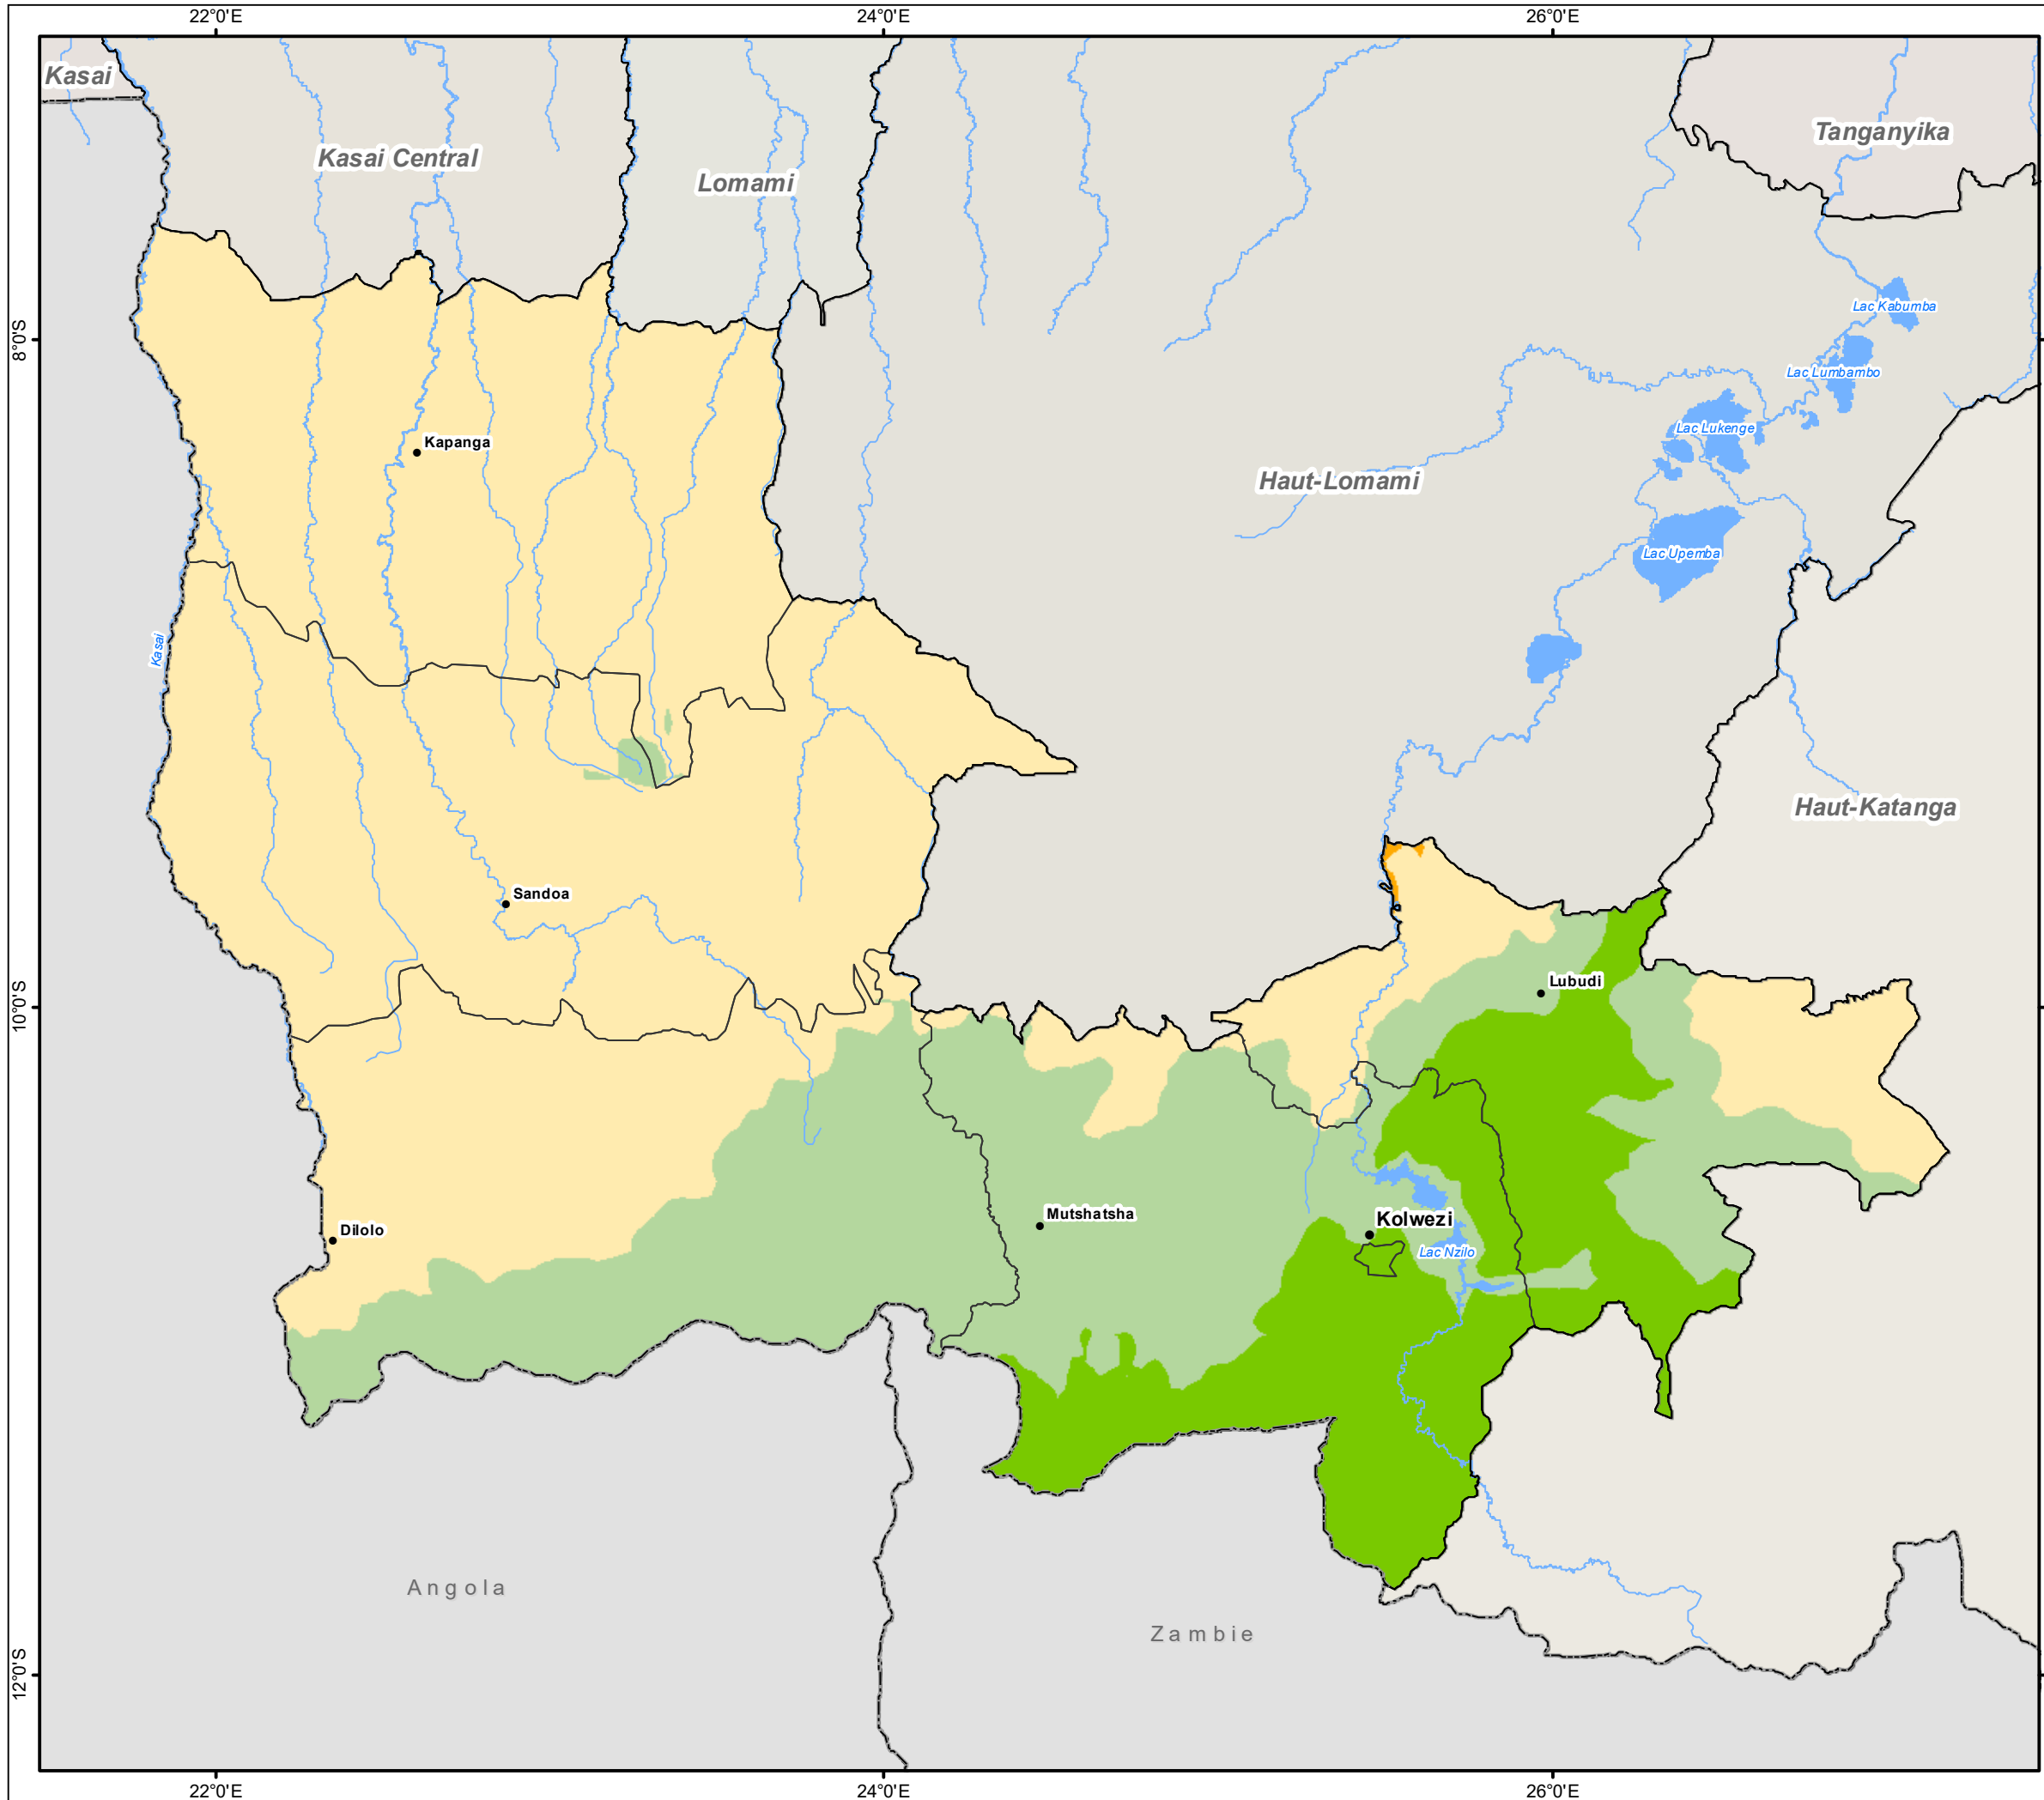 22°0'E
24°0'E
26°0'E
Kasai
Tanganyika
Kasai Central
Lomami
Lac Kabumba
8°0'S
Lac Lumbambo
Lac Lukenge
Kapanga
Haut-Lomami
Lac Upemba
Kasai
Haut-Katanga
Sandoa
Lubudi
10°0'S
Mutshatsha
Kolwezi
Dilolo
Lac Nzilo
Angola
Zambie
12°0'S
22°0'E
24°0'E
26°0'E